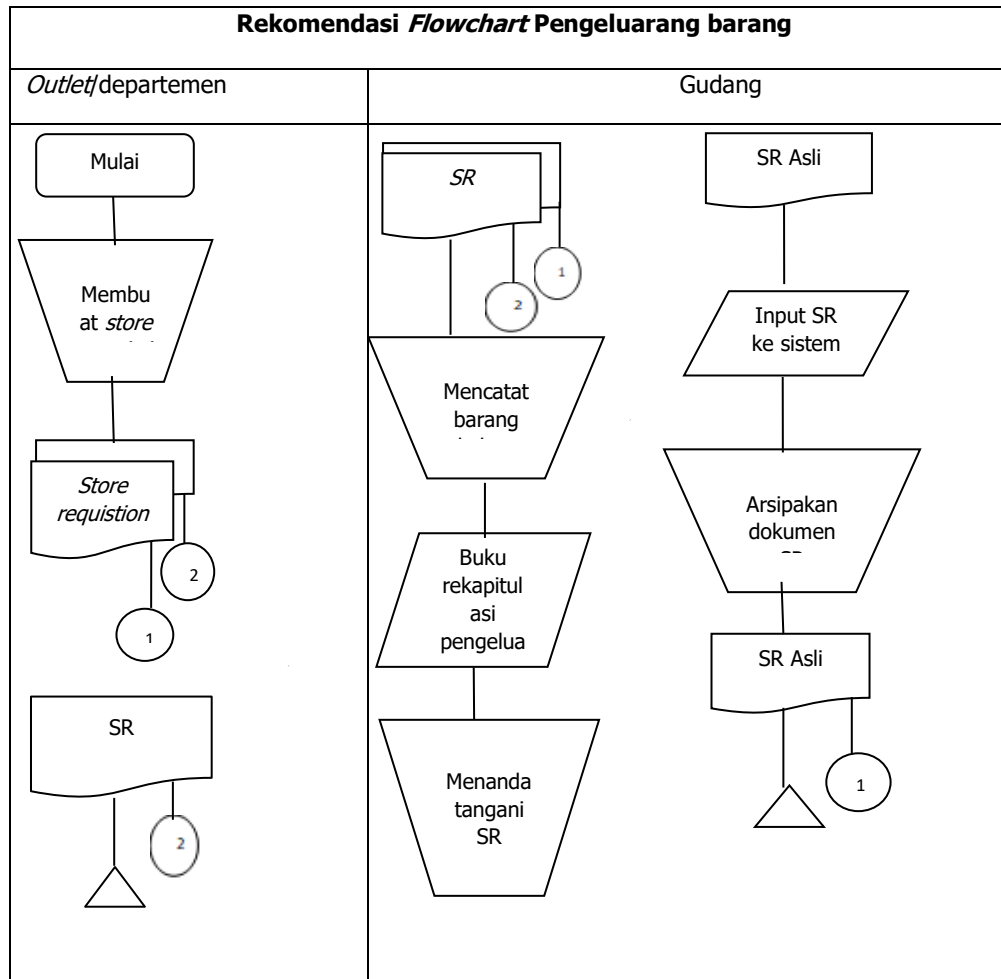 Rekomendasi Flowchart Pengeluarang barang
Outlet/departemen
Gudang
Mulai
Membu
at store
Store
requistion
2
1
SR
2
SR
1
2
Mencatat
barang
Buku
rekapitul
asi
pengelua
Menanda
tangani
SR
SR Asli
Input SR
ke sistem
Arsipakan
dokumen
SR Asli
1